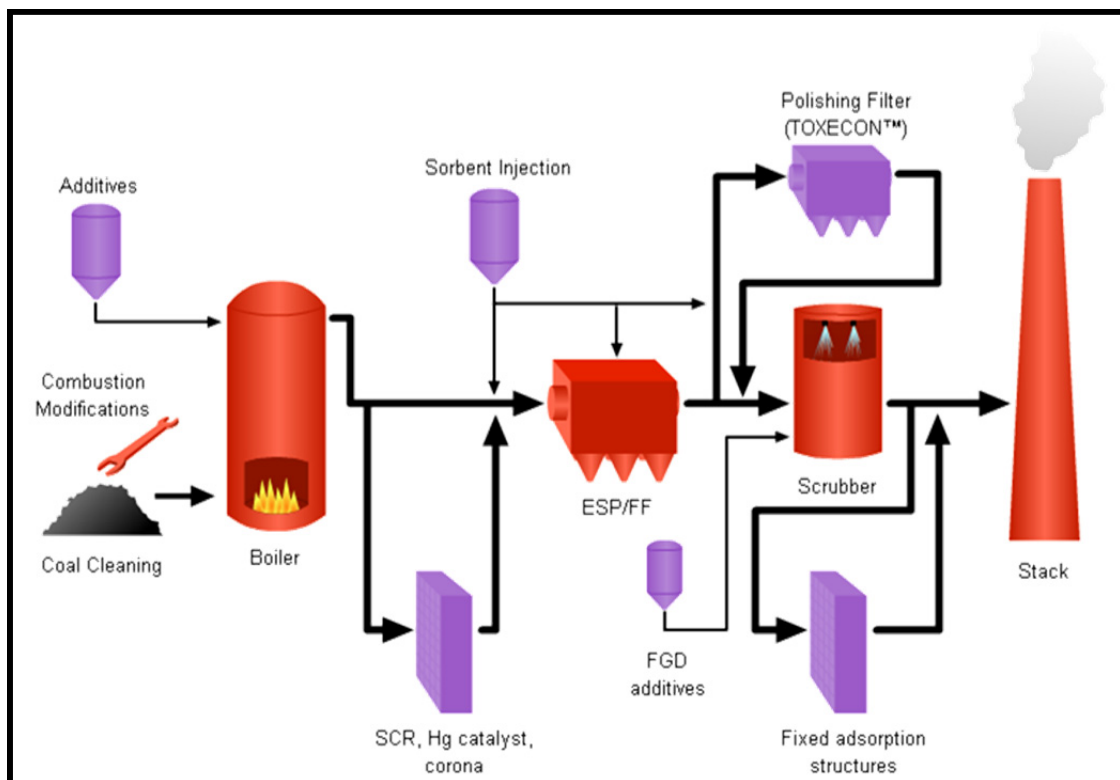 Polishing Filter
(TOXECON™)
Sorbent Injection
Additives
Combustion
Modifications
Coal Cleaning
Boiler
ESP/FF
Scrubber
Stack
FGD
additives
SCR, Hg catalyst,
corona
Fixed adsorption
structures